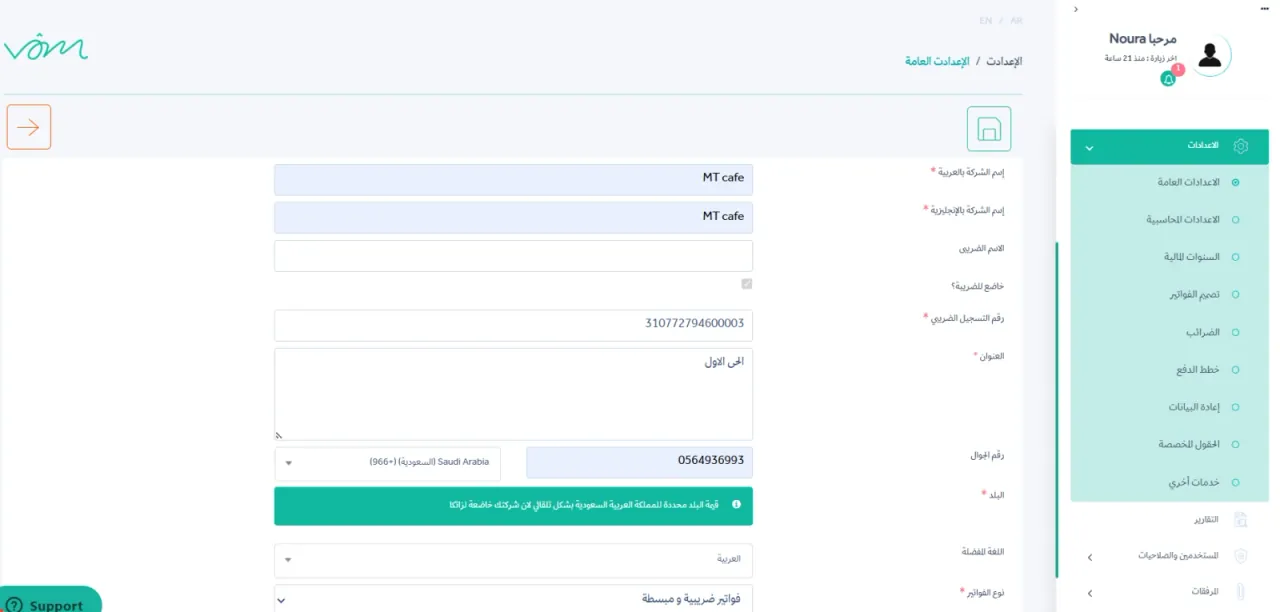 EN / AR
vom
الإعدادت / الإعدادت العامة
مرحبا Noura
اخر زيارة : منذ 21 ساعة
1
الاعدادات
الاعدادات العامة
الاعدادات المحاسبية
السنوات المالية
تصميم الفواتير
الضرائب
خطط الدفع
إعادة البيانات
الحقول المخصصة
خدمات أخري
التقارير
المستخدمين والصلاحيات
المرفقات
إسم الشركة بالعربية *
MT cafe
إسم الشركة بالإنجليزية *
MT cafe
الاسم الضريبى
خاضع للضريبة؟
رقم التسجيل الضريبي *
310772794600003
العنوان *
الحى الاول
رقم الجوال
0564936993
Saudi Arabia (السعودية) (+966)
البلد *
قيمة البلد محددة للمملكة العربية السعودية بشكل تلقائي لان شركتك خاضعة لزاتكا
اللغة المفضلة
العربية
نوع الفواتير *
فواتير ضريبية و مبسطة
Support